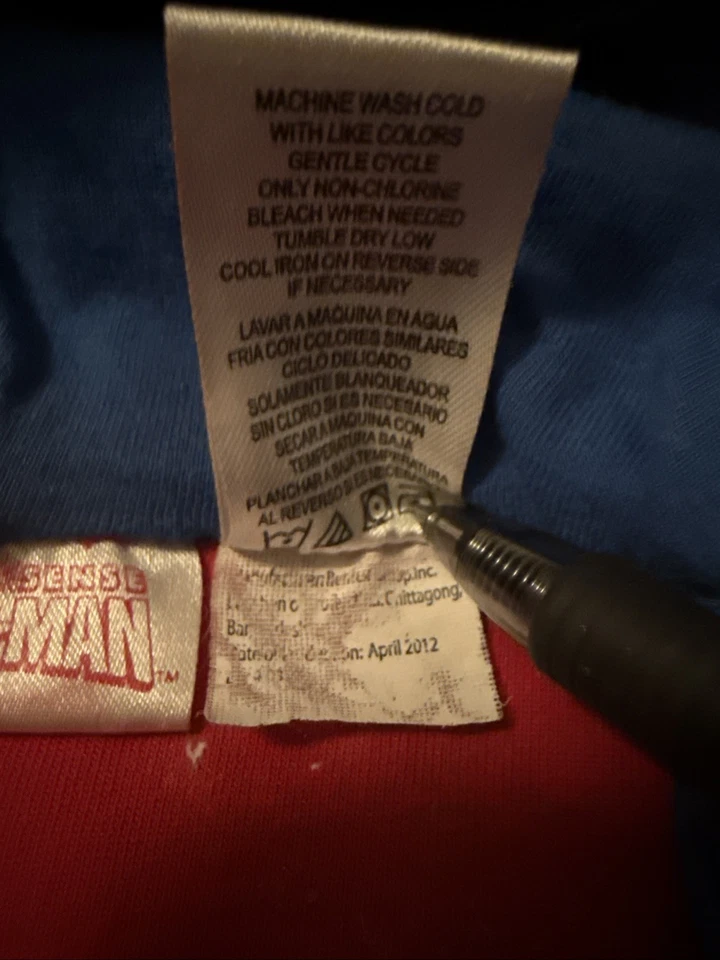 MACHINE WASH COLD
WITH LIKE COLORS
GENTLE CYCLE
ONLY NON-CHLORINE
BLEACH WHEN NEEDED
TUMBLE DRY LOW
COOL IRON ON REVERSE SIDE
IF NECESSARY
LAVAR A MAQUINA EN AGUA
FRIA CON COLORES SIMILARES
CICLO DELICADO
SOLAMENTE BLANQUEADOR
SIN CLORO SI ES NECESARIO
SECAR A MAQUINA CON
TEMPERATURA BAJA
PLANCHAR A BAJA TEMPERATURA
AL REVERSO SI ES NECESARIO
Chittagong,
April 2012
SENSE
MAN
TM